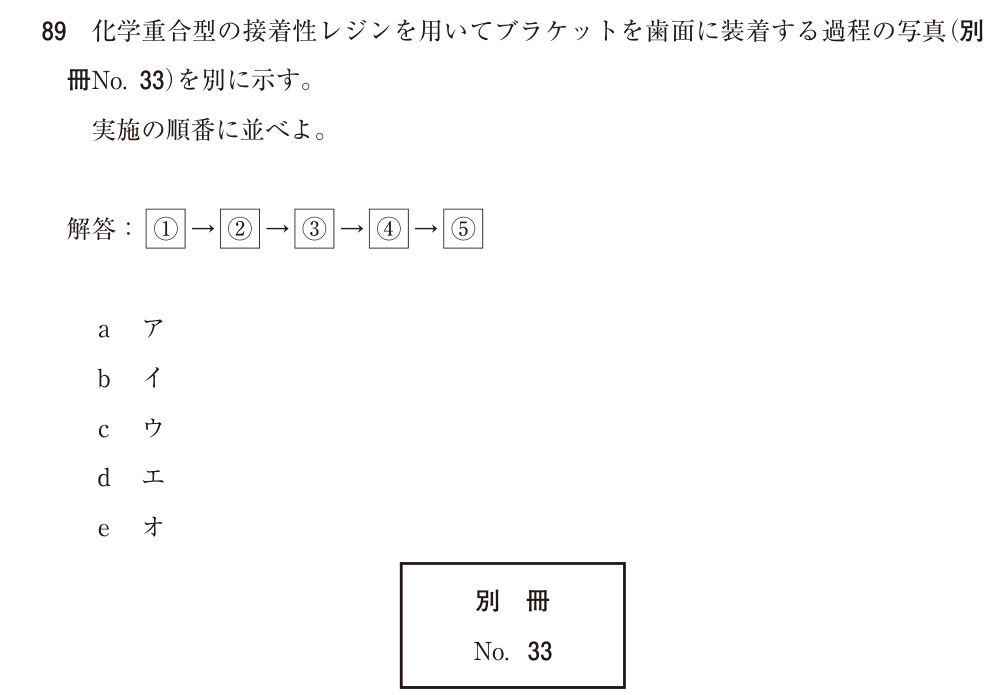 89 化学重合型の接着性レジンを用いてブラケットを歯面に装着する過程の写真(別
冊No. 33)を別に示す。
実施の順番に並べよ。
解答：①→②→③→④→⑤
a ア
b イ
c ウ
d エ
e オ
別 冊
No. 33